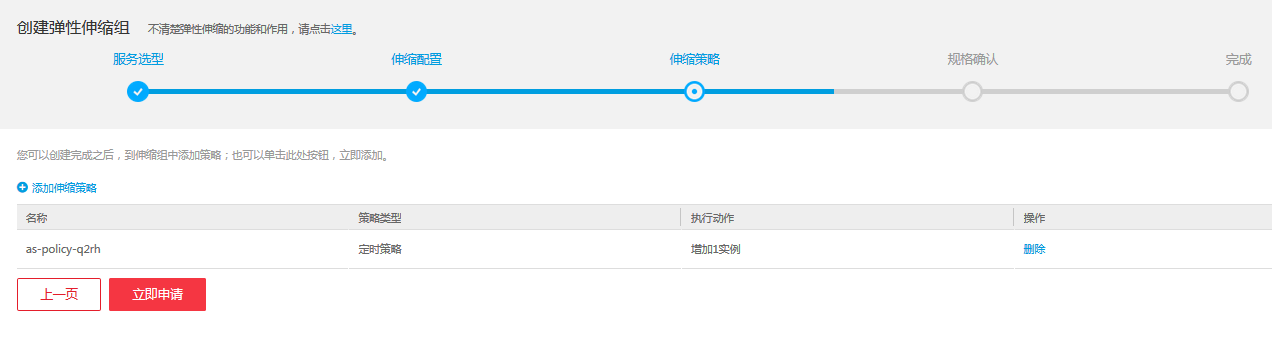 创建弹性伸缩组 不清楚弹性伸缩的功能和作用，请点击这里。
服务选型 伸缩配置 伸缩策略 规格确认 完成
您可以创建完成之后，到伸缩组中添加策略；也可以单击此处按钮，立即添加。
添加伸缩策略
名称 策略类型 执行动作 操作
as-policy-q2rh 定时策略 增加1实例 删除
上一页 立即申请